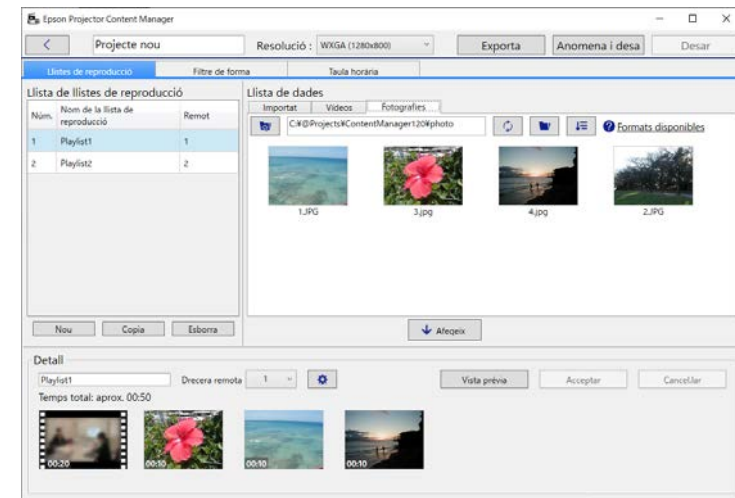 Epson Projector Content Manager
Projecte nou
Resolució :
WXGA (1280x800)
Exporta
Anomena i desa
Desar
Llistes de reproducció
Filtre de forma
Taula horària
Llista de llistes de reproducció
Núm.
Nom de la llista de
reproducció
Remot
1 Playlist1 1
2 Playlist2 2
Nou
Copia
Esborra
Llista de dades
Importat
Vídeos
Fotografies
C:¥@Projects¥ContentManager120¥photo
Formats disponibles
1.JPG
3.jpg
4.jpg
2.JPG
Afegeix
Detall
Playlist1
Drecera remota
1
Vista prèvia
Acceptar
Cancel·lar
Temps total: aprox. 00:50
00:20
00:10
00:10
00:10